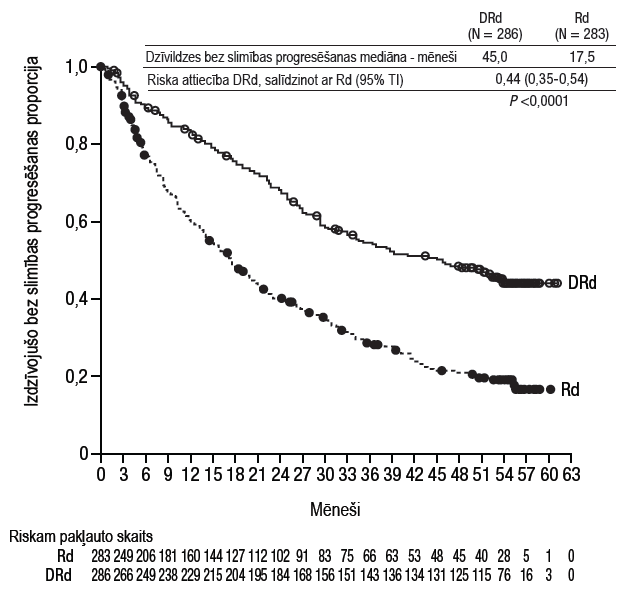 DRd Rd
(N = 286) (N = 283)
Dzīvildzes bez slimības progresēšanas mediāna - mēneši 45,0 17,5
Riska attiecība DRd, salīdzinot ar Rd (95% TI) 0,44 (0,35-0,54)
P <0,0001
Izdzīvojušo bez slimības progresēšanas proporcija
1,0
0,8
0,6
0,4
0,2
0
DRd
Rd
0 3 6 9 12 15 18 21 24 27 30 33 36 39 42 45 48 51 54 57 60 63
Mēneši
Riskam pakļauto skaits
Rd 283 249 206 181 160 144 127 112 102 91 83 75 66 63 53 48 45 40 28 5 1 0
DRd 286 266 249 238 229 215 204 195 184 168 156 151 143 136 134 131 125 115 76 16 3 0